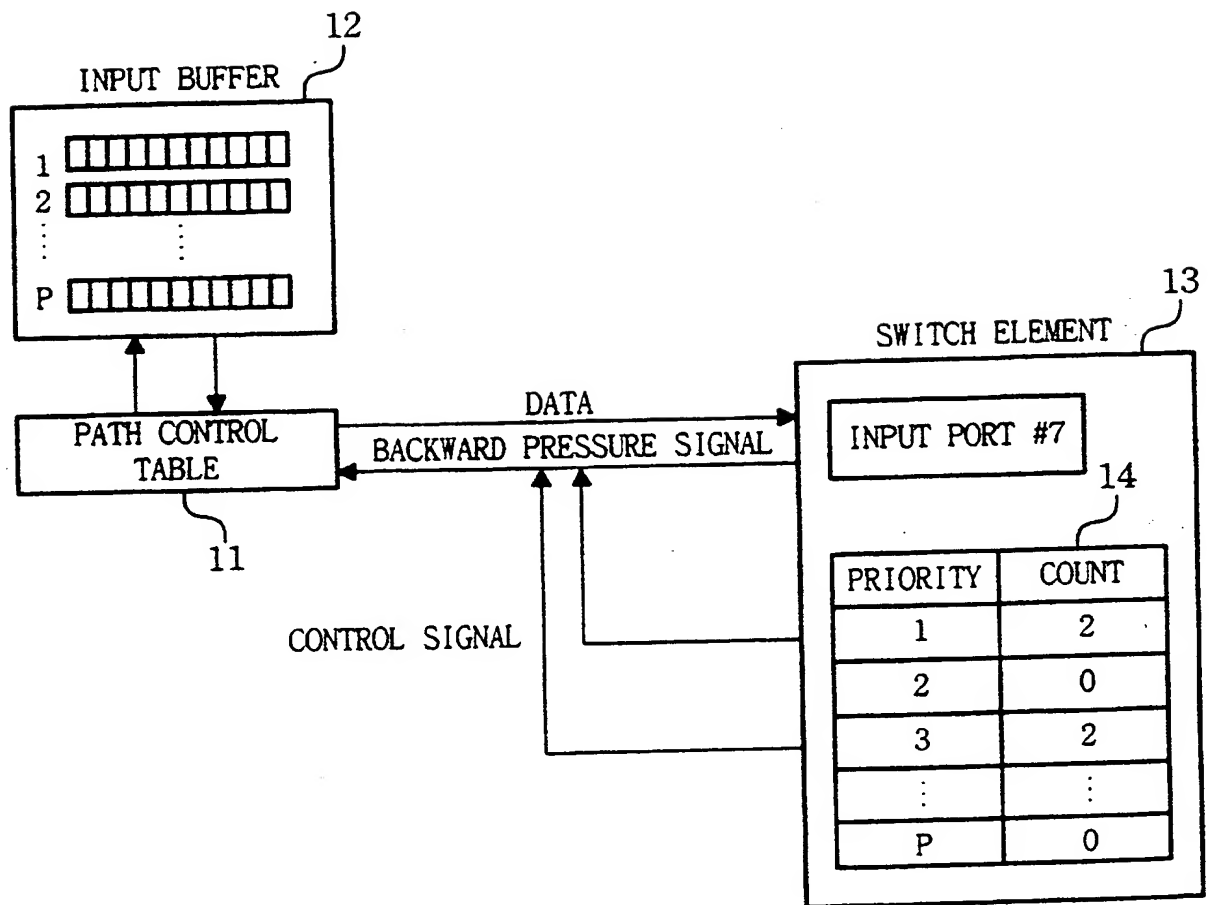 12
INPUT BUFFER
1
2
⋮
⋮
P
13
SWITCH ELEMENT
DATA
PATH CONTROL
TABLE
BACKWARD PRESSURE SIGNAL
INPUT PORT #7
11
14
PRIORITY COUNT
CONTROL SIGNAL
1 2
2 0
3 2
⋮ ⋮
P 0